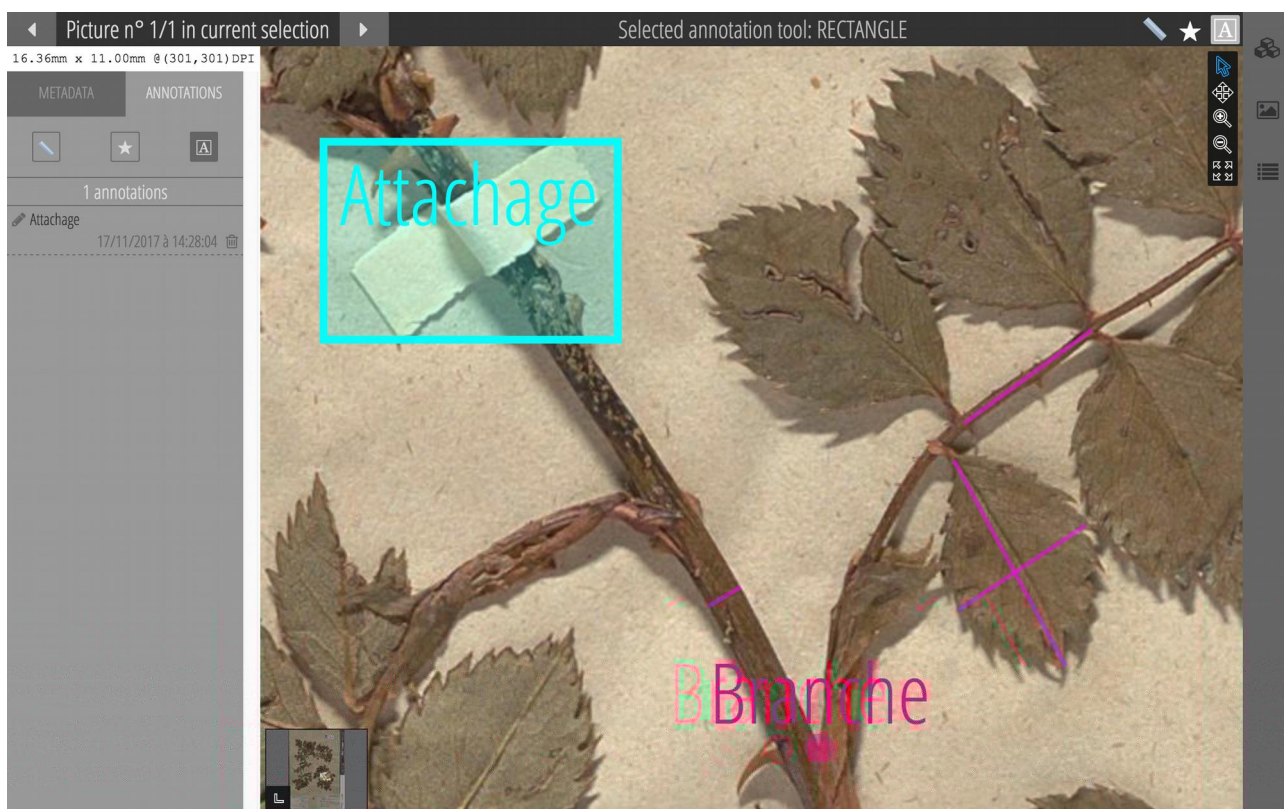 Picture n° 1/1 in current selection
Selected annotation tool: RECTANGLE
A
16.36mm x 11.00mm @(301,301)DPI
METADATA
ANNOTATIONS
A
1 annotations
Attachage
17/11/2017 à 14:28:04
Attachage
Branche